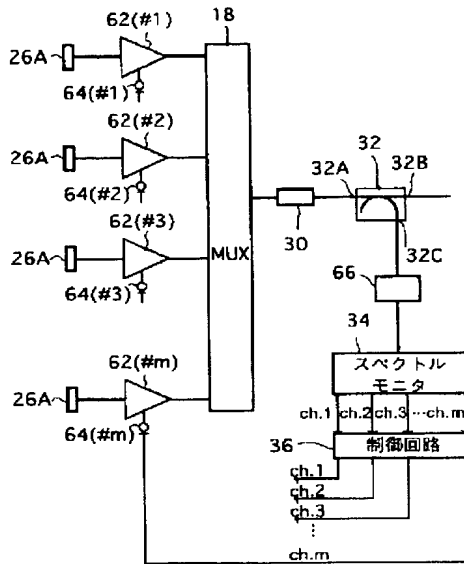 62(#1)
18
26A
64(#1)
62(#2)
26A
64(#2)
62(#3)
26A
64(#3)
MUX
30
32
32A
32B
32C
66
34
スペクトル
モニタ
ch.1 ch.2 ch.3 …ch.m
36
制御回路
ch.1
ch.2
ch.3
⋮
62(#m)
26A
64(#m)
ch.m